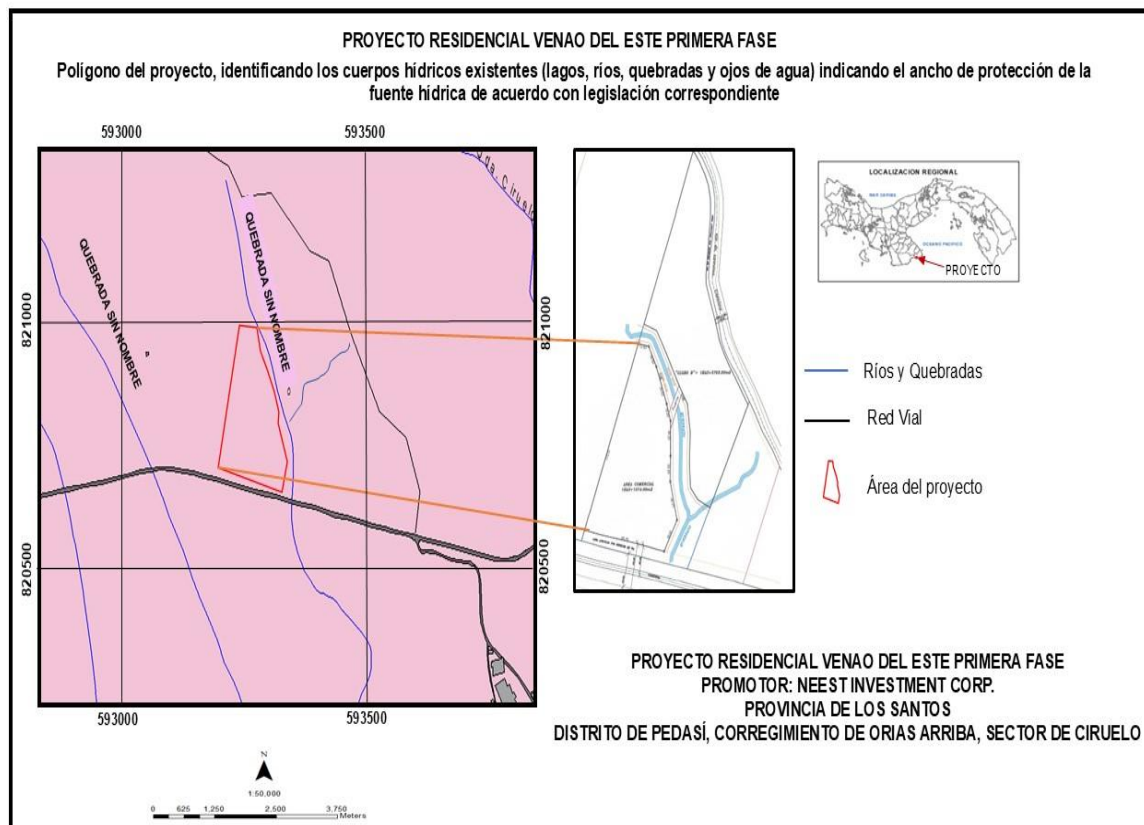 PROYECTO RESIDENCIAL VENAO DEL ESTE PRIMERA FASE
Polígono del proyecto, identificando los cuerpos hídricos existentes (lagos, ríos, quebradas y ojos de agua) indicando el ancho de protección de la
fuente hídrica de acuerdo con legislación correspondiente
593000
593500
Qda. Ciruelo
QUEBRADA SIN NOMBRE
QUEBRADA SIN NOMBRE
821000
821000
820500
820500
593000
593500
N
1:50,000
0 625 1,250 2,500 3,750
Meters
LOCALIZACION REGIONAL
MAR CARIBE
OCEANO PACIFICO
PROYECTO
Ríos y Quebradas
Red Vial
Área del proyecto
PROYECTO RESIDENCIAL VENAO DEL ESTE PRIMERA FASE
PROMOTOR: NEEST INVESTMENT CORP.
PROVINCIA DE LOS SANTOS
DISTRITO DE PEDASÍ, CORREGIMIENTO DE ORIAS ARRIBA, SECTOR DE CIRUELO